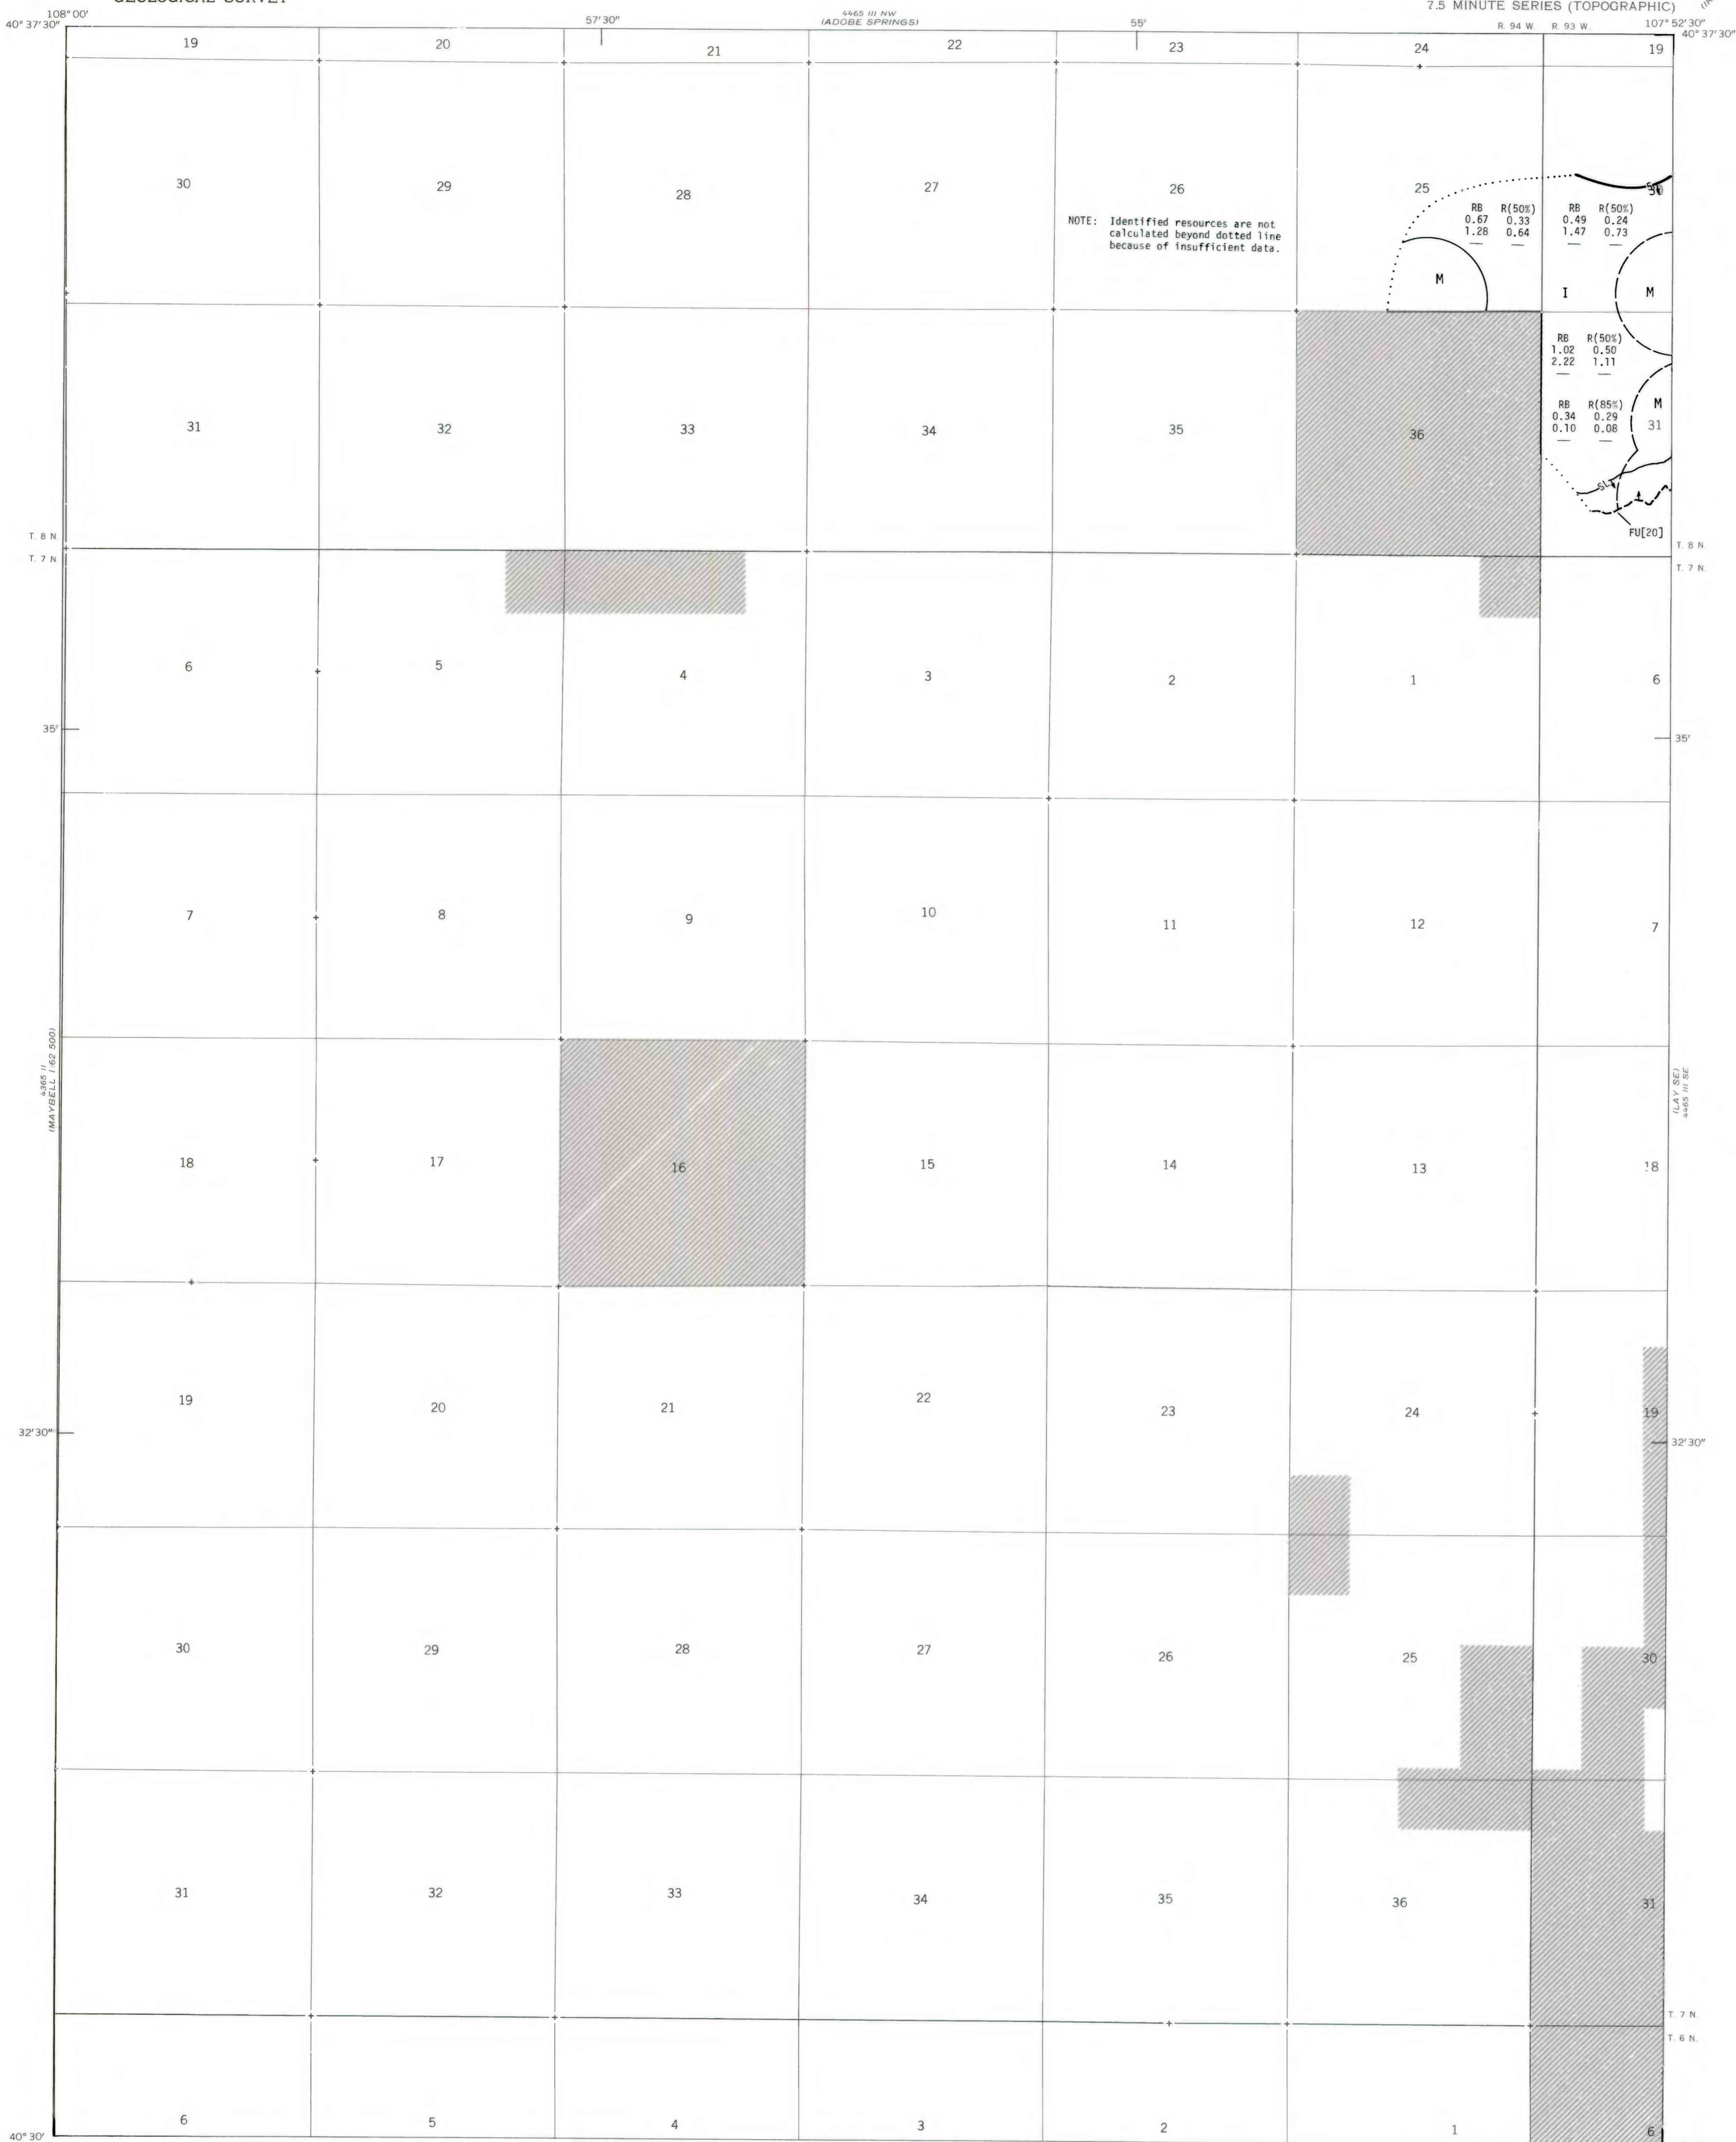 7.5 MINUTE SERIES (TOPOGRAPHIC)
108°00'
57'30"
4465 III NW
(ADOBE SPRINGS)
55'
R. 94 W. R. 93 W.
107° 52'30"
40° 37'30"
40° 37'30"
19 20 21 22 23 24 19
30 29 28 27 26 25
NOTE: Identified resources are not
calculated beyond dotted line
because of insufficient data.
RB R(50%)
0.67 0.33
1.28 0.64
RB R(50%)
0.49 0.24
1.47 0.73
M I M
RB R(50%)
1.02 0.50
2.22 1.11
RB R(85%)
0.34 0.29
0.10 0.08
M
31 32 33 34 35 36 31
SL
FU[20]
T. 8 N.
T. 7 N.
T. 8 N.
T. 7 N.
6 5 4 3 2 1 6
35'
35'
7 8 9 10 11 12 7
4365 II
(MAYBELL 1:62 500)
(LAY SE)
4465 III SE
18 17 16 15 14 13 18
19 20 21 22 23 24 19
32'30"
32'30"
30 29 28 27 26 25 30
31 32 33 34 35 36 31
T. 7 N.
T. 6 N.
6 5 4 3 2 1 6
40° 30'